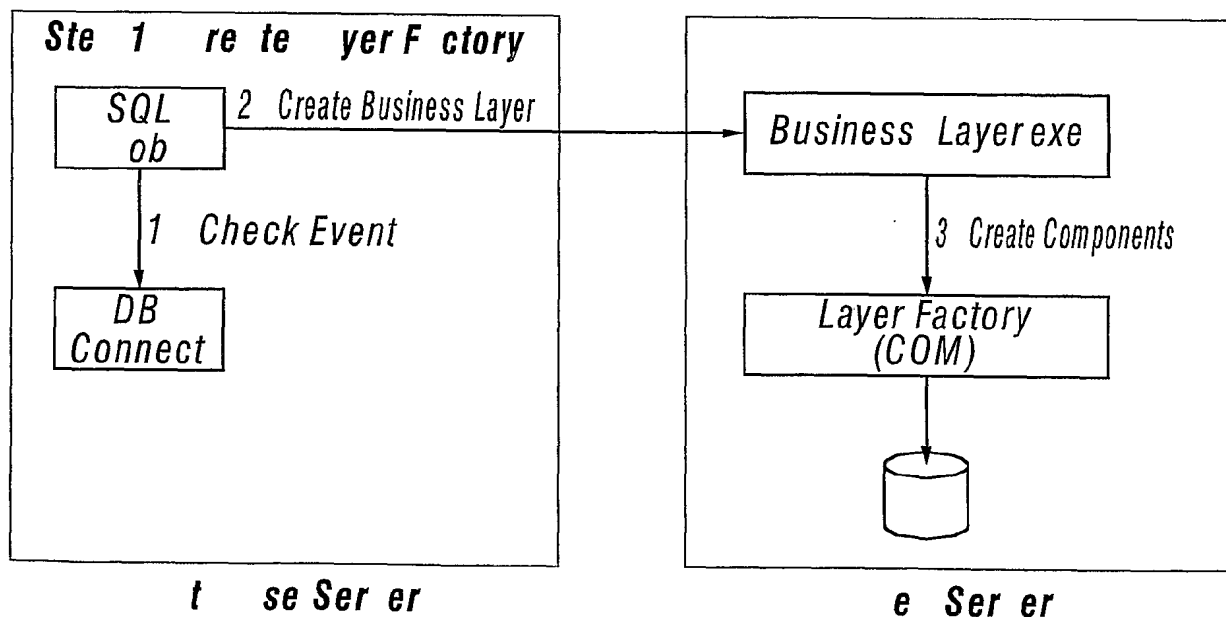 Ste 1 re te yer F ctory
SQL
ob
2 Create Business Layer
1 Check Event
DB
Connect
Business Layer exe
3 Create Components
Layer Factory
(COM)
t se Ser er
e Ser er